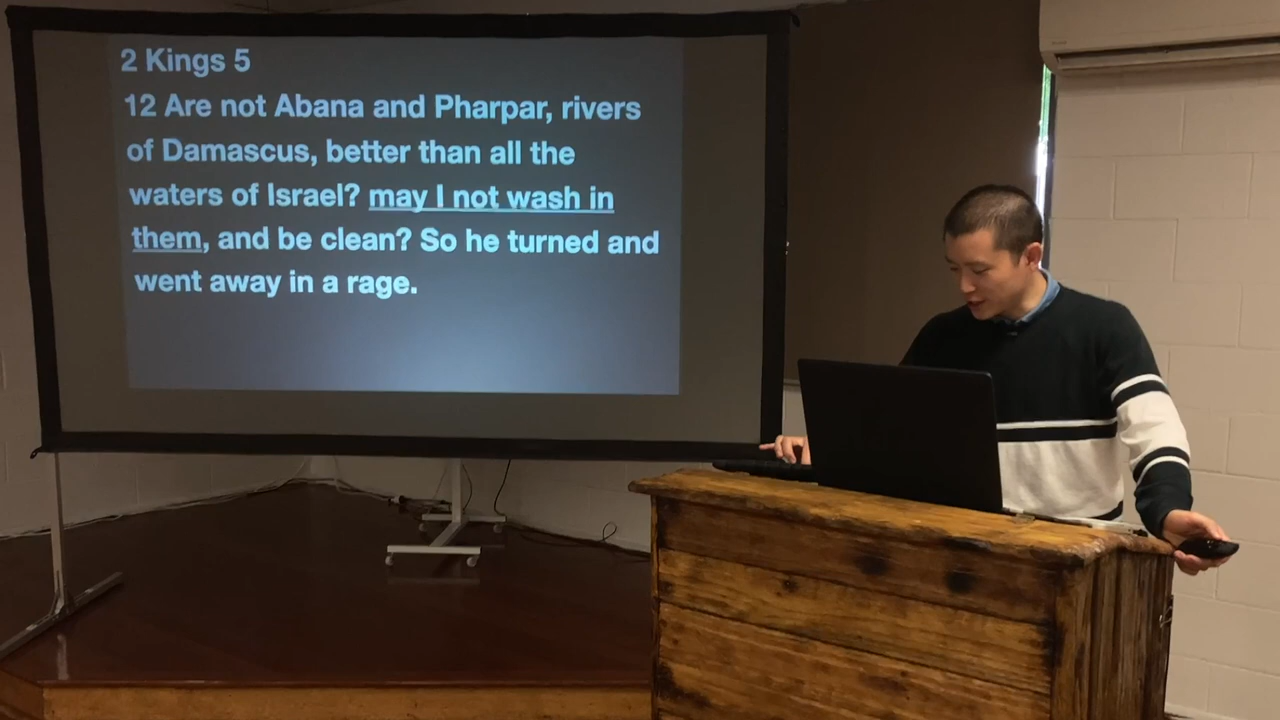 2 Kings 5
12 Are not Abana and Pharpar, rivers
of Damascus, better than all the
waters of Israel? may I not wash in
them, and be clean? So he turned and
went away in a rage.